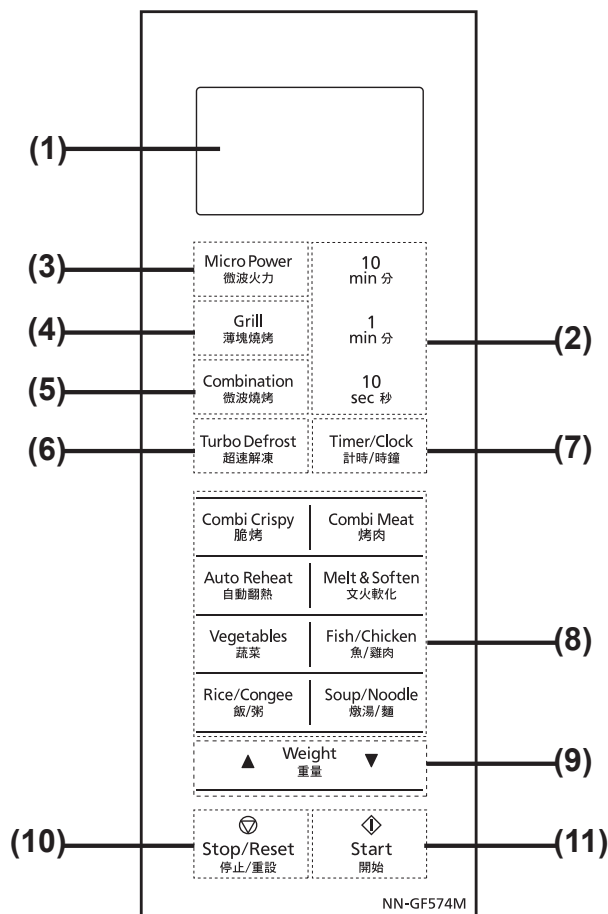 (1)
(3)
Micro Power
微波火力
10
min 分
(4)
Grill
薄塊燒烤
1
min 分
(2)
(5)
Combination
微波燒烤
10
sec 秒
(6)
Turbo Defrost
超速解凍
Timer/Clock
計時/時鐘
(7)
Combi Crispy
脆烤
Combi Meat
烤肉
Auto Reheat
自動翻熱
Melt & Soften
文火軟化
Vegetables
蔬菜
Fish/Chicken
魚/雞肉
(8)
Rice/Congee
飯/粥
Soup/Noodle
燉湯/麵
▲ Weight ▼
重量
(9)
(10)
Stop/Reset
停止/重設
Start
開始
(11)
NN-GF574M